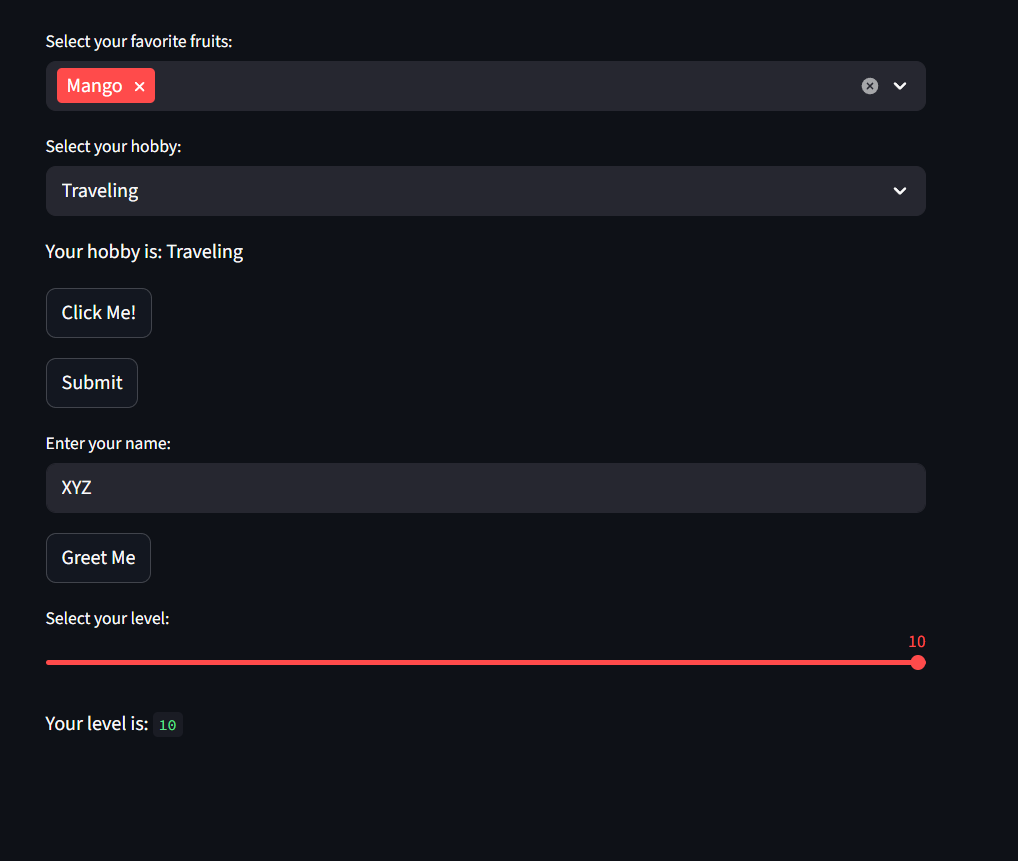 Select your favorite fruits:
Mango
Select your hobby:
Traveling
Your hobby is: Traveling
Click Me!
Submit
Enter your name:
XYZ
Greet Me
Select your level:
10
Your level is: 10